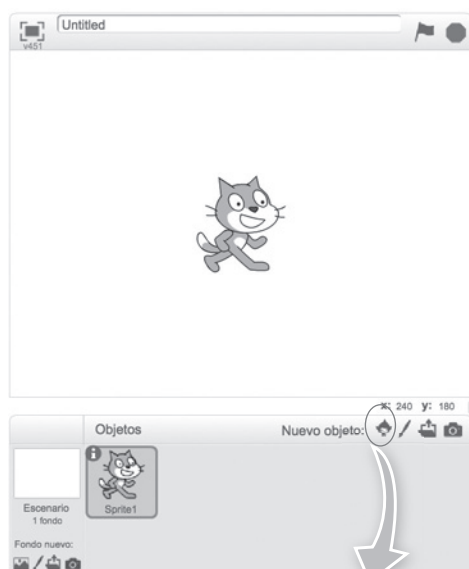 Untitled
v451
x: 240 y: 180
Objetos
Nuevo objeto:
Escenario
1 fondo
Sprite1
Fondo nuevo: